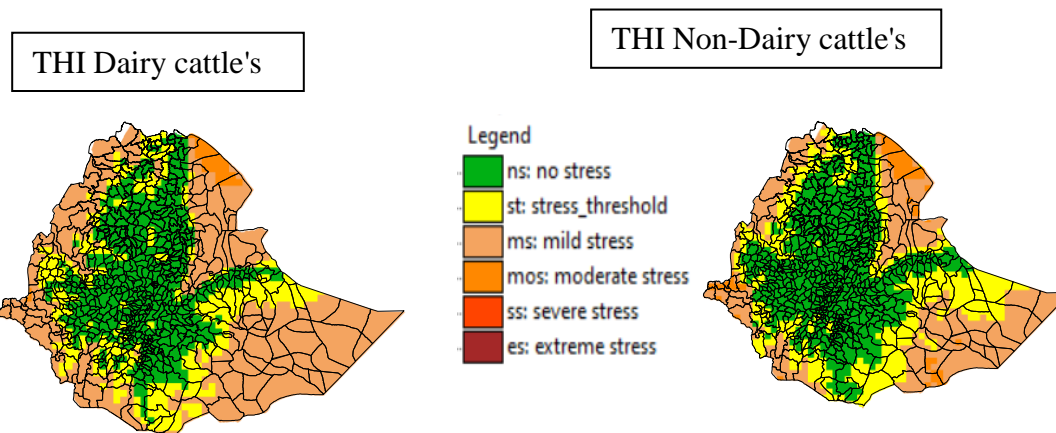 THI Dairy cattle's
THI Non-Dairy cattle's
Legend
ns: no stress
st: stress_threshold
ms: mild stress
mos: moderate stress
ss: severe stress
es: extreme stress